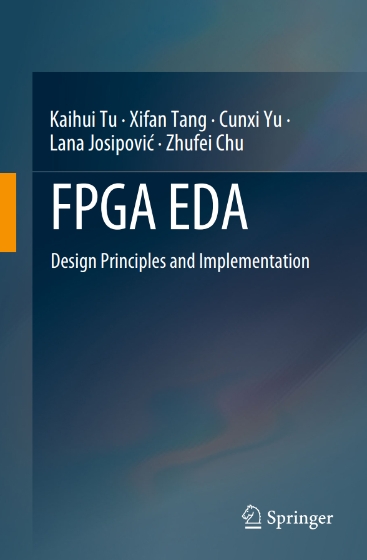 Kaihui Tu · Xifan Tang · Cunxi Yu ·
Lana Josipović · Zhufei Chu
FPGA EDA
Design Principles and Implementation
Springer